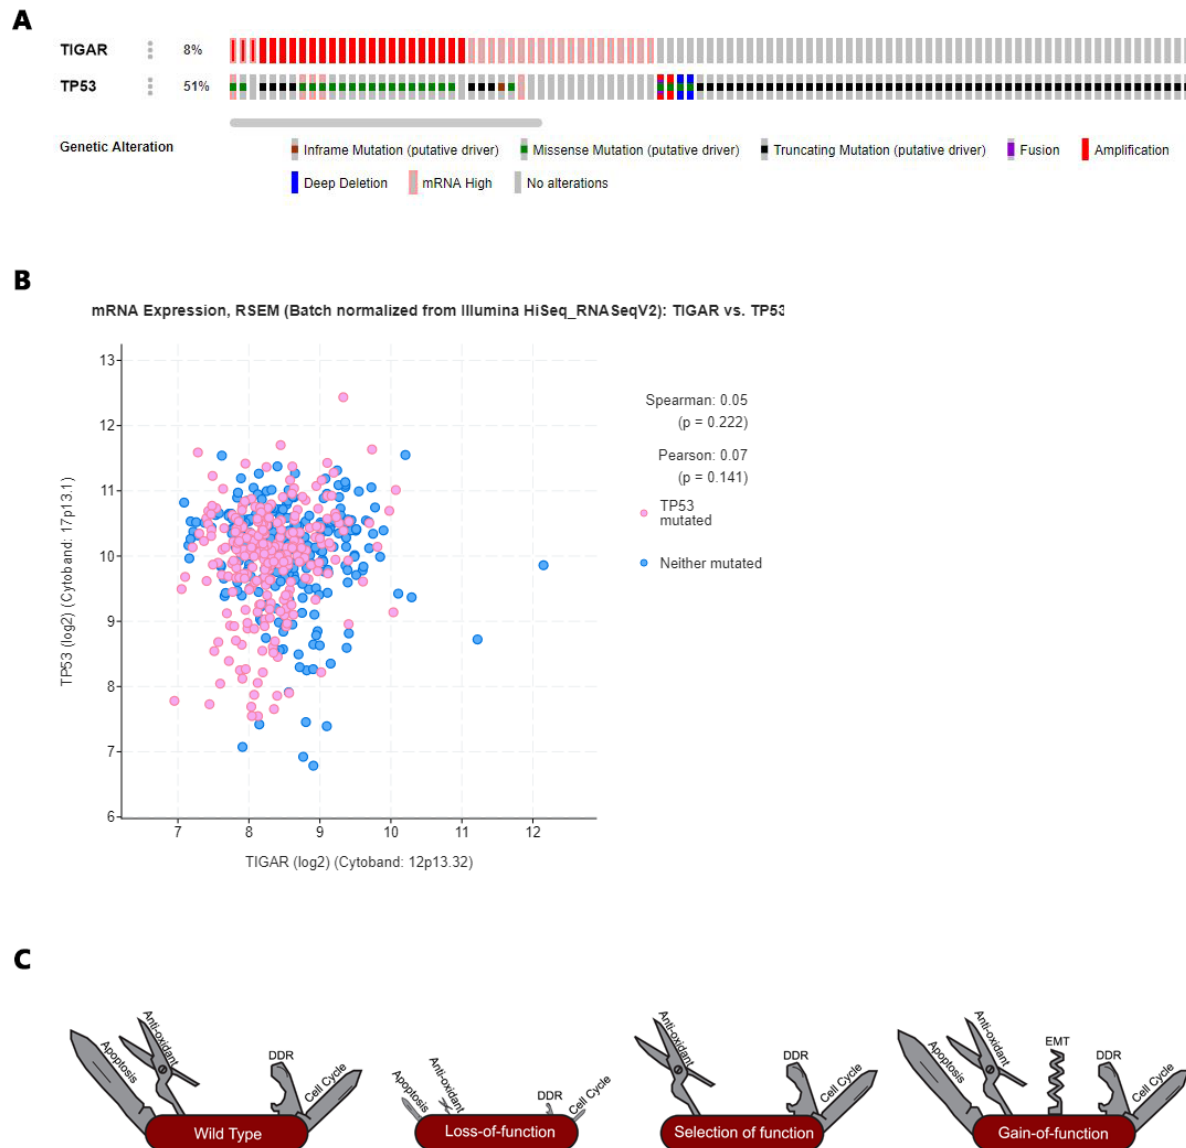 A
TIGAR 8%
TP53 51%
Genetic Alteration Inframe Mutation (putative driver) Missense Mutation (putative driver) Truncating Mutation (putative driver) Fusion Amplification
Deep Deletion mRNA High No alterations
B
mRNA Expression, RSEM (Batch normalized from Illumina HiSeq_RNASeqV2): TIGAR vs. TP53
13
12
11
10
9
8
7
6
TP53 (log2) (Cytoband: 17p13.1)
7 8 9 10 11 12
TIGAR (log2) (Cytoband: 12p13.32)
Spearman: 0.05
(p = 0.222)
Pearson: 0.07
(p = 0.141)
TP53
mutated
Neither mutated
C
Apoptosis Anti-oxidant DDR Cell Cycle
Wild Type
Apoptosis Anti-oxidant DDR Cell Cycle
Loss-of-function
Anti-oxidant DDR Cell Cycle
Selection of function
Apoptosis Anti-oxidant EMT DDR Cell Cycle
Gain-of-function